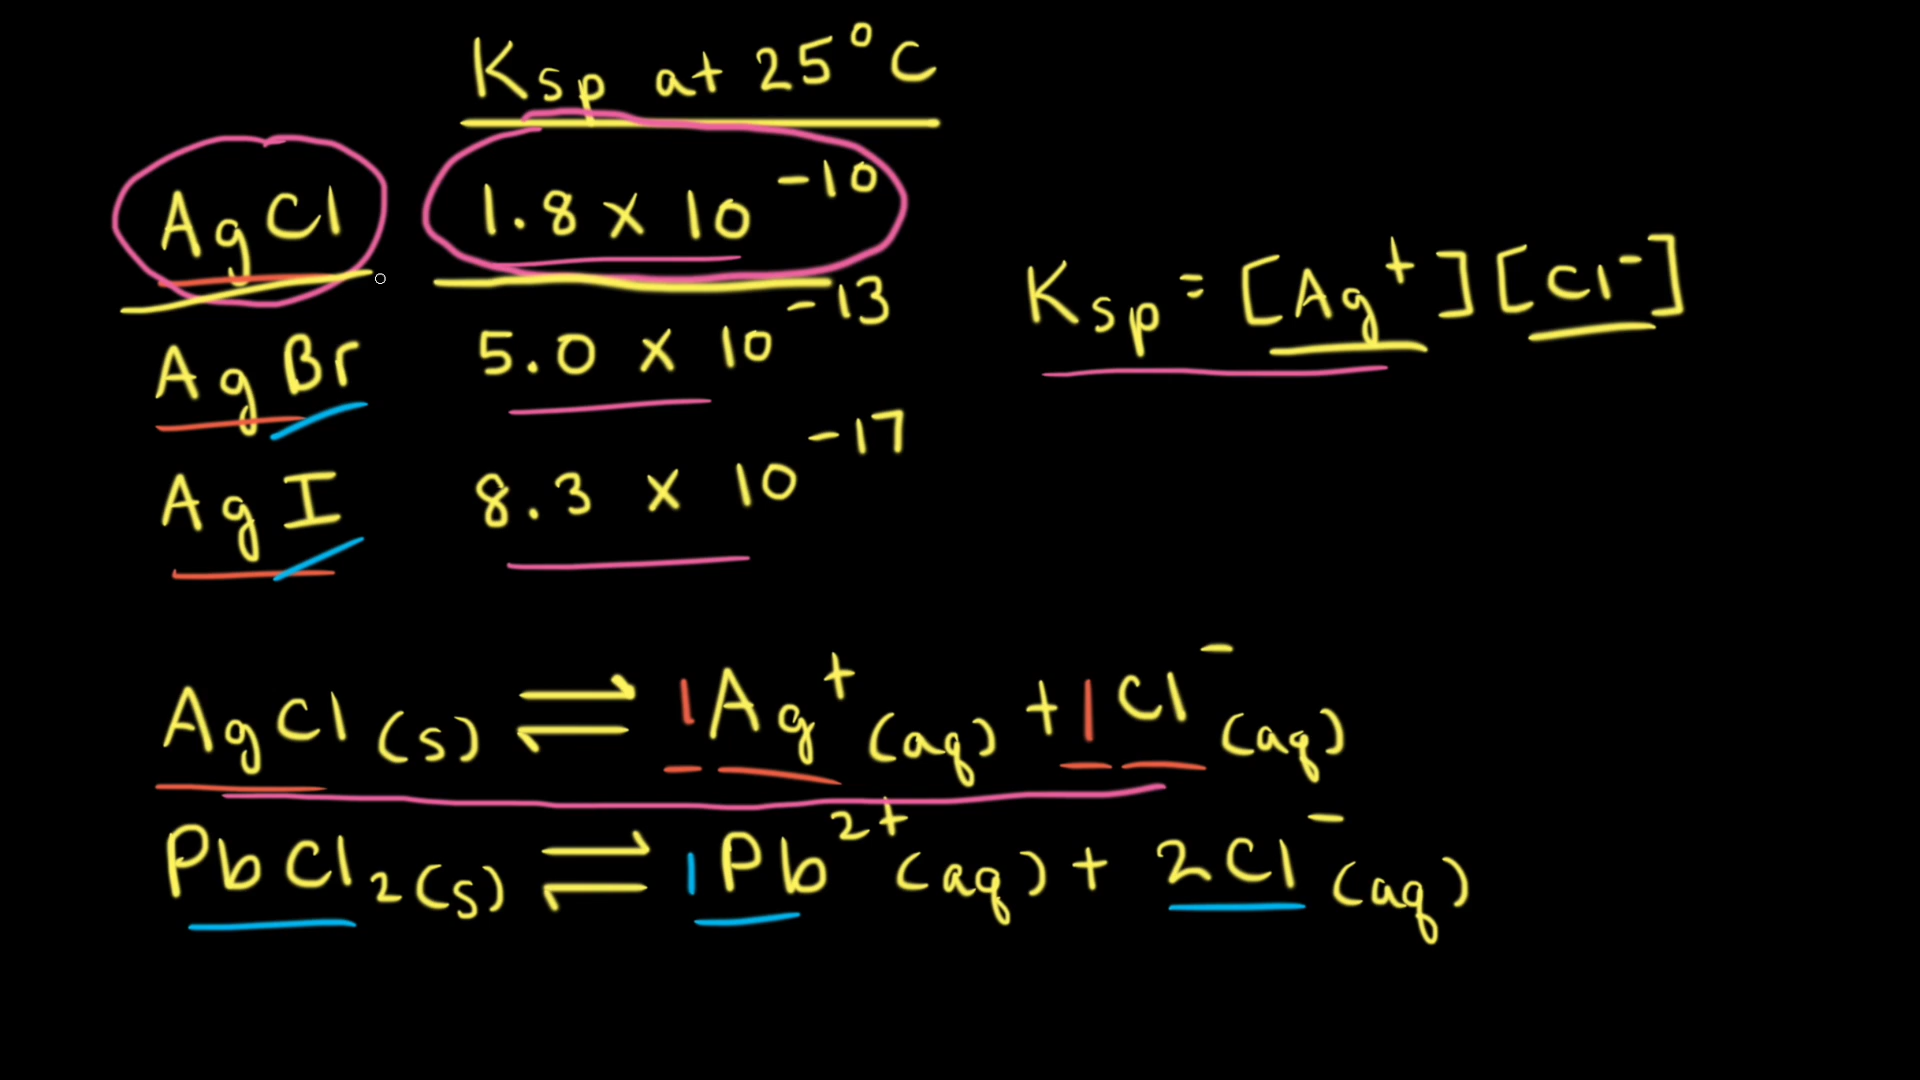 Ksp at 25°C
AgCl 1.8 x 10⁻¹⁰
AgBr 5.0 x 10⁻¹³
AgI 8.3 x 10⁻¹⁷
Ksp = [Ag⁺][Cl⁻]
AgCl(s) ⇌ 1Ag⁺(aq) + 1Cl⁻(aq)
PbCl₂(s) ⇌ 1Pb²⁺(aq) + 2Cl⁻(aq)